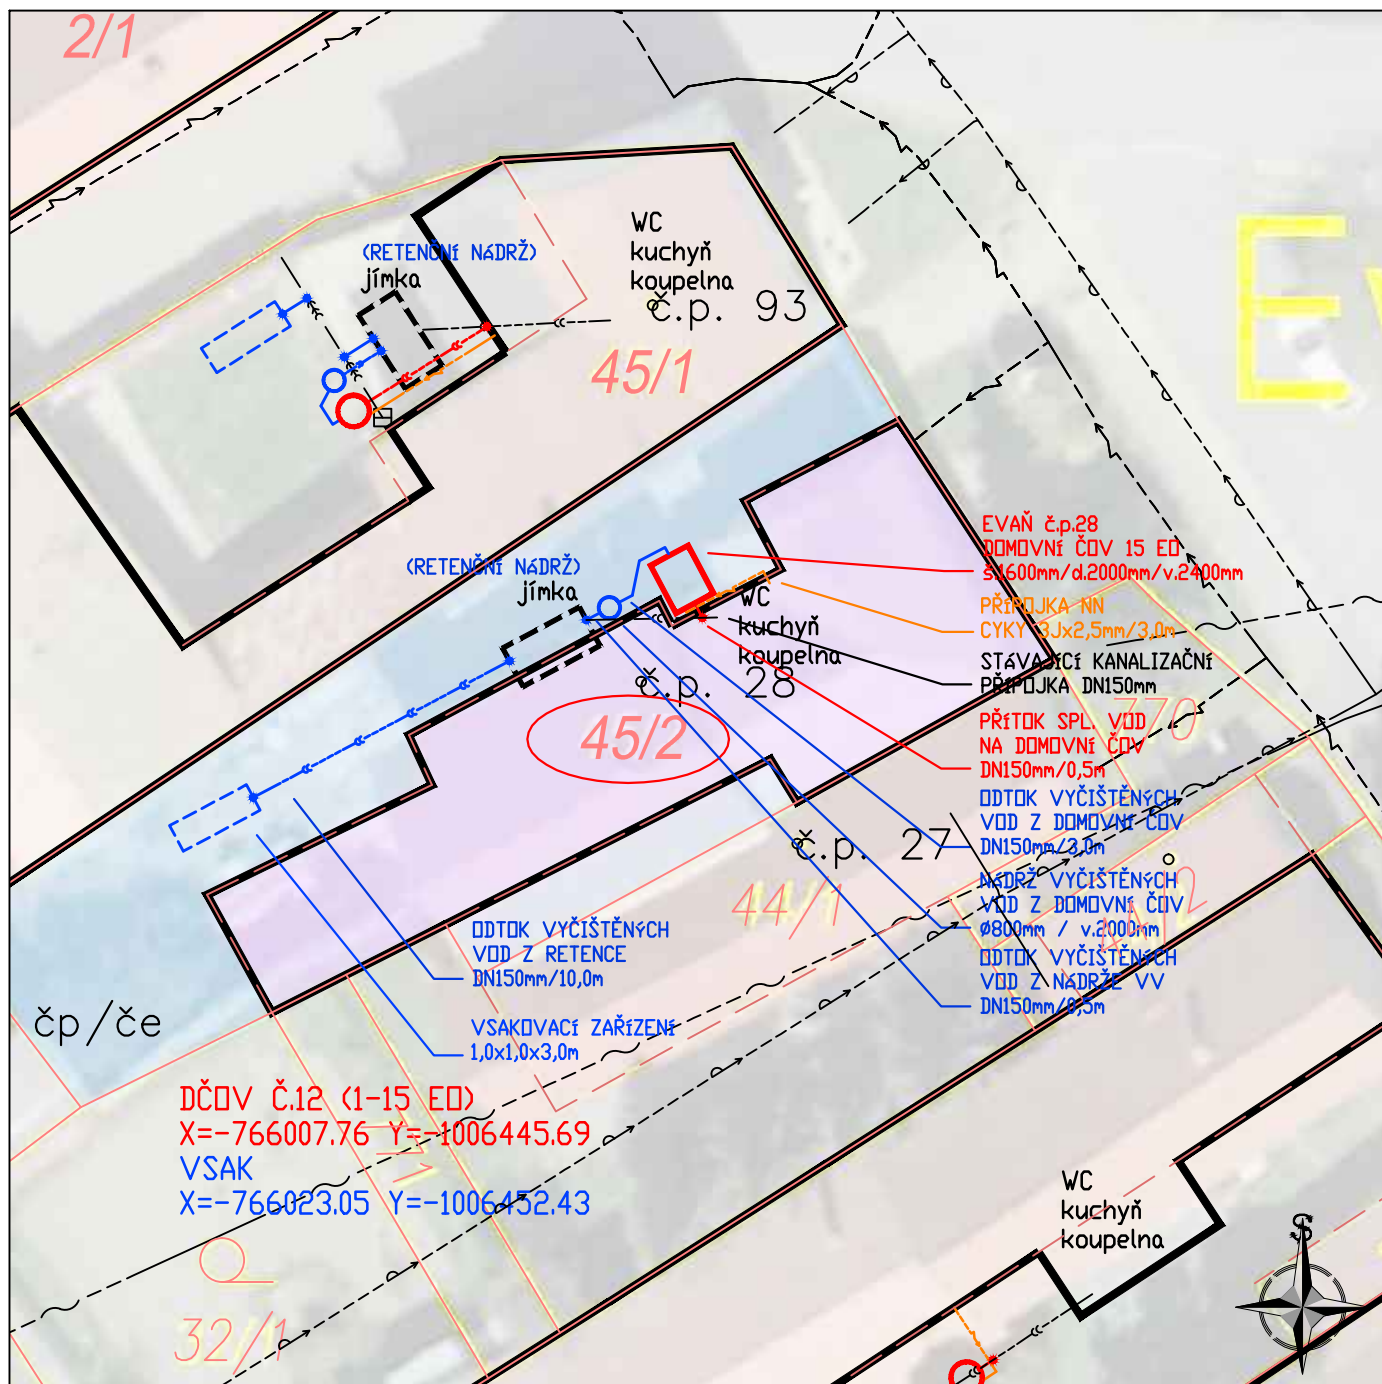 2/1
WC
kuchyň
koupelna
(RETENČNÍ NÁDRŽ)
jímka
č.p. 93
45/1
EVAŇ č.p.28
DOMOVNÍ ČOV 15 EO
š.1600mm/d.2000mm/v.2400mm
(RETENČNÍ NÁDRŽ)
jímka
WC
kuchyň
koupelna
PŘÍPOJKA NN
CYKY 3Jx2,5mm/3,0m
STÁVAJÍCÍ KANALIZAČNÍ
PŘÍPOJKA DN150mm
č.p. 28
45/2
370
PŘÍTOK SPL. VOD
NA DOMOVNÍ ČOV
DN150mm/0,5m
ODTOK VYČIŠTĚNÝCH
VOD Z DOMOVNÍ ČOV
DN150mm/3,0m
č.p. 27
44/1
NÁDRŽ VYČIŠTĚNÝCH
VOD Z DOMOVNÍ ČOV
Ø800mm / v.2000mm
ODTOK VYČIŠTĚNÝCH
VOD Z NÁDRŽE VV
DN150mm/0,5m
ODTOK VYČIŠTĚNÝCH
VOD Z RETENCE
DN150mm/10,0m
VSAKOVACÍ ZAŘÍZENÍ
1,0x1,0x3,0m
čp/če
DČOV Č.12 (1-15 EO)
X=-766007.76 Y=-1006445.69
VSAK
X=-766023.05 Y=-1006452.43
WC
kuchyň
koupelna
32/1
S